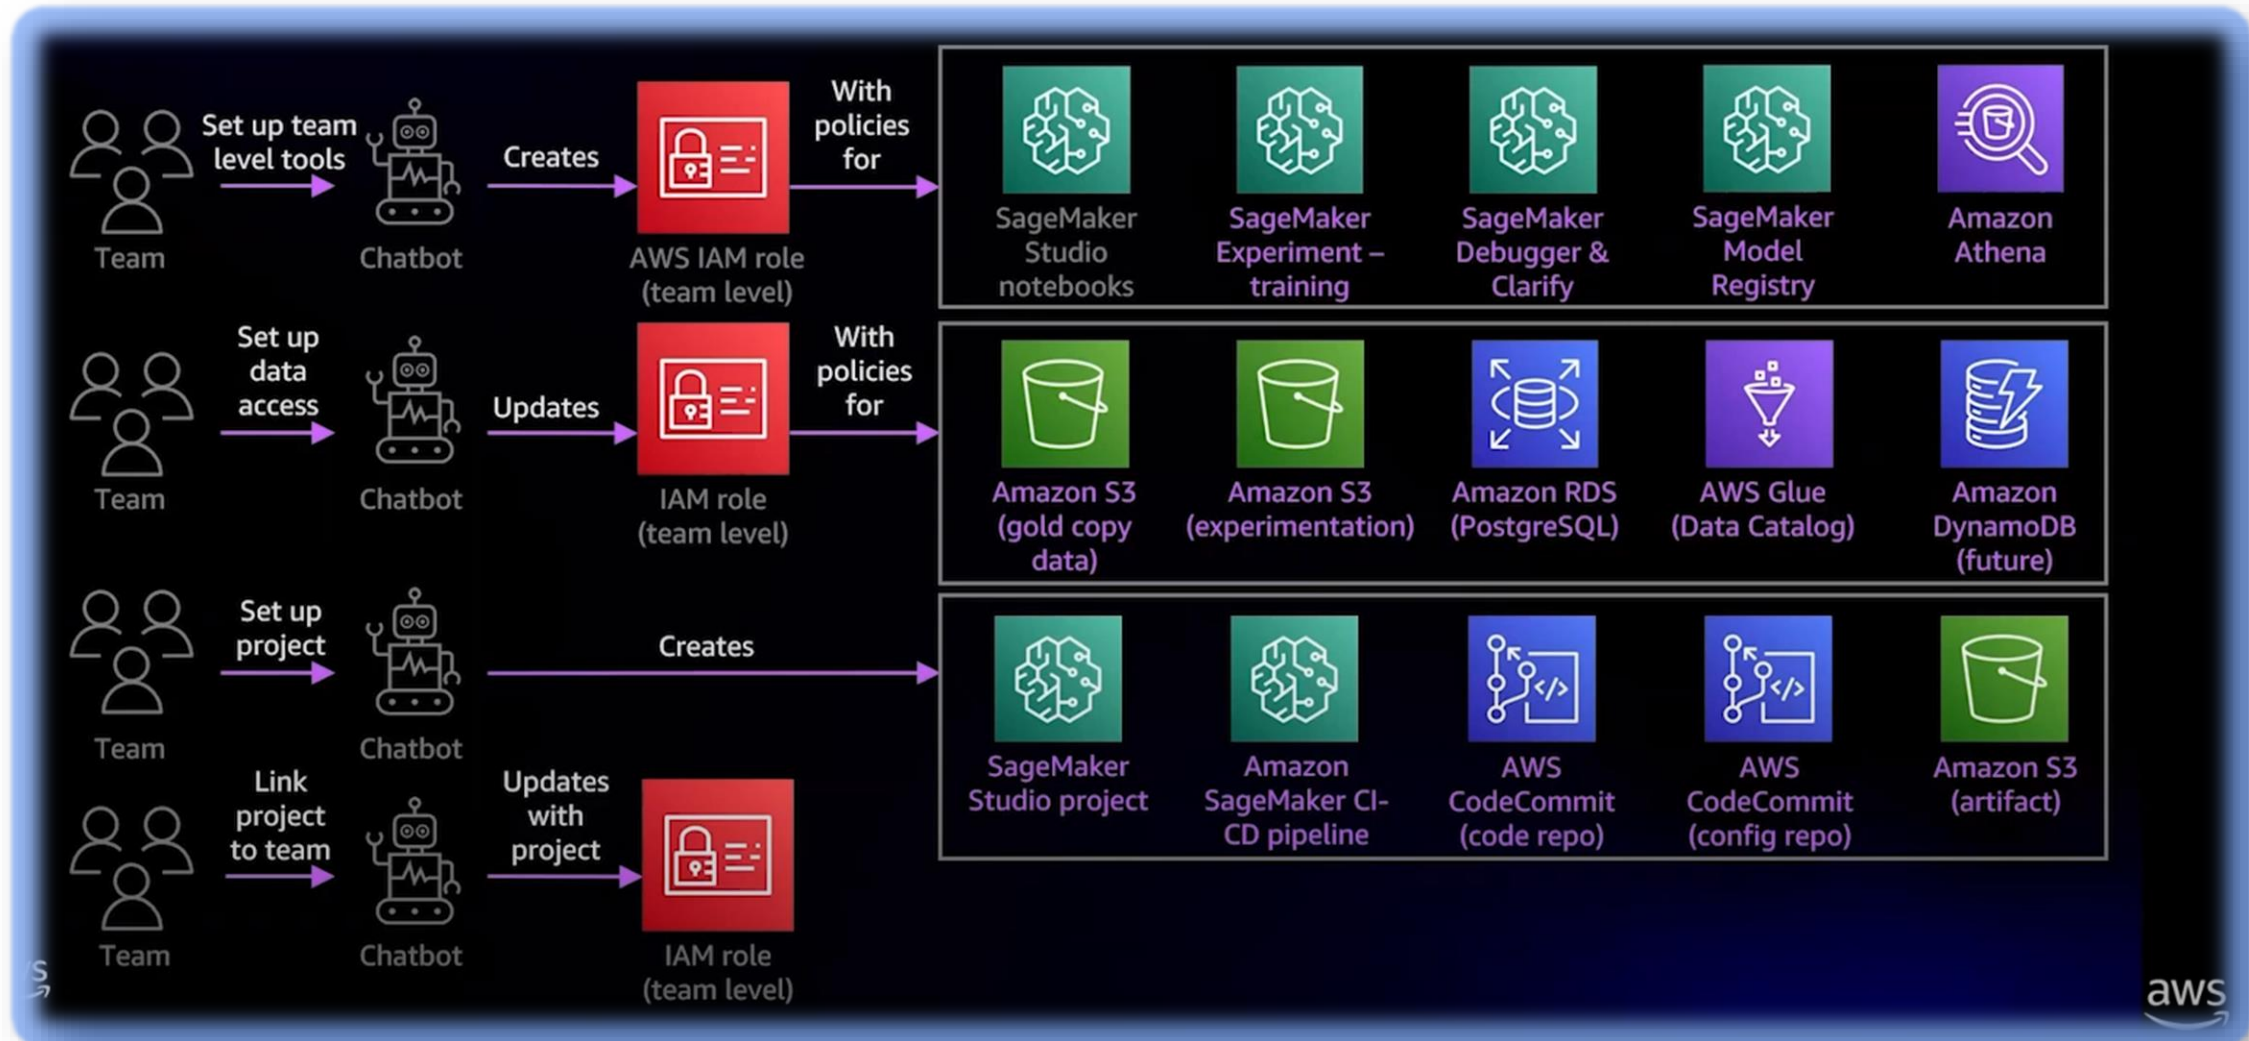 Set up team
level tools
Creates
With
policies
for
Team
Chatbot
AWS IAM role
(team level)
SageMaker
Studio
notebooks
SageMaker
Experiment –
training
SageMaker
Debugger &
Clarify
SageMaker
Model
Registry
Amazon
Athena
Set up
data
access
Updates
With
policies
for
Team
Chatbot
IAM role
(team level)
Amazon S3
(gold copy
data)
Amazon S3
(experimentation)
Amazon RDS
(PostgreSQL)
AWS Glue
(Data Catalog)
Amazon
DynamoDB
(future)
Set up
project
Creates
Team
Chatbot
SageMaker
Studio project
Amazon
SageMaker CI-
CD pipeline
AWS
CodeCommit
(code repo)
AWS
CodeCommit
(config repo)
Amazon S3
(artifact)
Link
project
to team
Updates
with
project
Team
Chatbot
IAM role
(team level)
aws